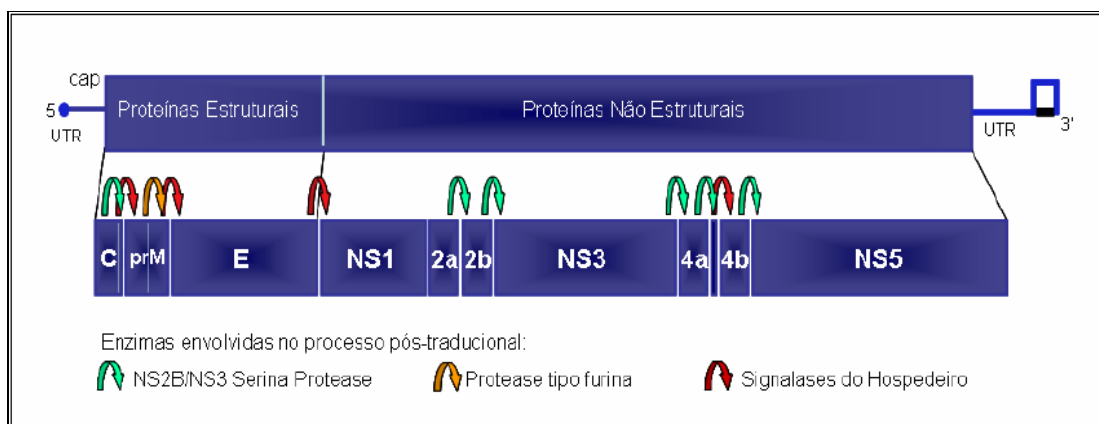 cap
5
Proteínas Estruturais
Proteínas Não Estruturais
UTR
UTR
3'
C
prM
E
NS1
2a
2b
NS3
4a
4b
NS5
Enzimas envolvidas no processo pós-traducional:
NS2B/NS3 Serina Protease
Protease tipo furina
Signalases do Hospedeiro